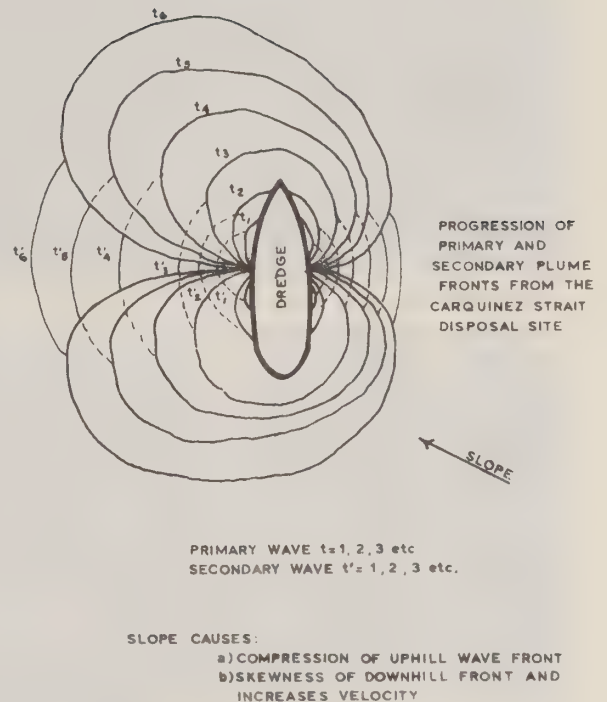 t6
t5
t4
t3
t2
t'6
t'5
t'4
t'3
t'2
DREDGE
PROGRESSION OF
PRIMARY AND
SECONDARY PLUME
FRONTS FROM THE
CARQUINEZ STRAIT
DISPOSAL SITE
SLOPE
PRIMARY WAVE t=1, 2, 3 etc
SECONDARY WAVE t'= 1, 2, 3 etc.
SLOPE CAUSES:
a)COMPRESSION OF UPHILL WAVE FRONT
b)SKEWNESS OF DOWNHILL FRONT AND
INCREASES VELOCITY